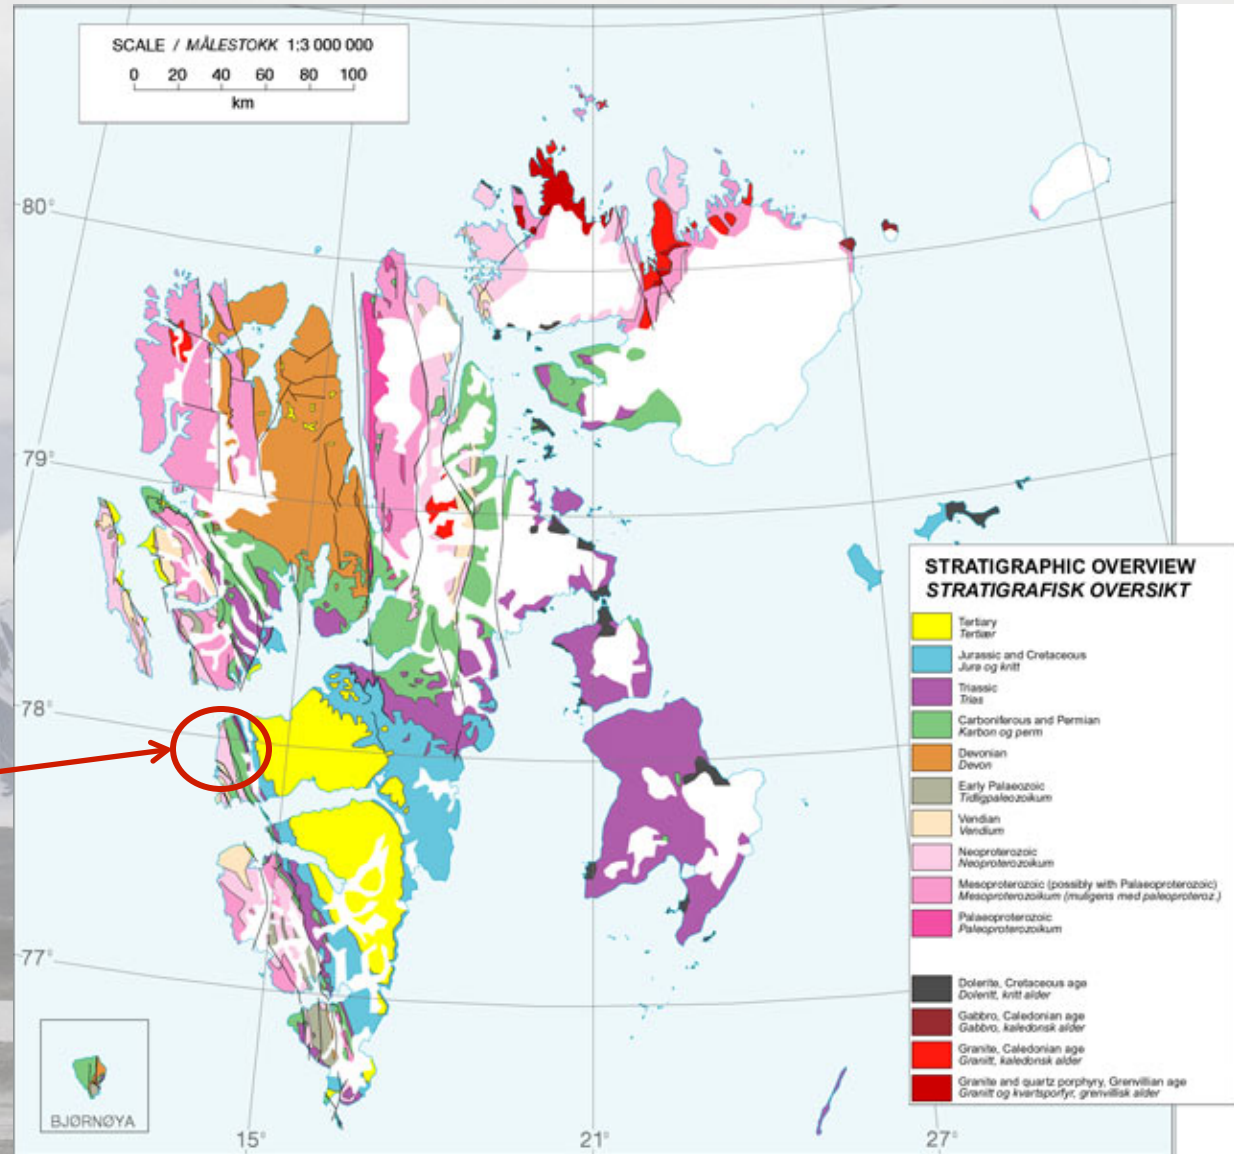 SCALE / MÅLESTOKK 1:3 000 000
0 20 40 60 80 100
km
80°
79°
78°
77°
STRATIGRAPHIC OVERVIEW
STRATIGRAFISK OVERSIKT
Tertiary
Tertiær
Jurassic and Cretaceous
Jura og kritt
Triassic
Trias
Carboniferous and Permian
Karbon og perm
Devonian
Devon
Early Palaeozoic
Tidligpaleozoikum
Vendian
Vendium
Neoproterozoic
Neoproterozoikum
Mesoproterozoic (possibly with Palaeoproterozoic)
Mesoproterozoikum (muligens med paleoproteroz.)
Palaeoproterozoic
Paleoproterozoikum
Dolerite, Cretaceous age
Doleritt, kritt alder
Gabbro, Caledonian age
Gabbro, kaledonsk alder
Granite, Caledonian age
Granitt, kaledonsk alder
Granite and quartz porphyry, Grenvillian age
Granitt og kvartsporfyr, grenvillisk alder
BJØRNØYA
15° 21° 27°